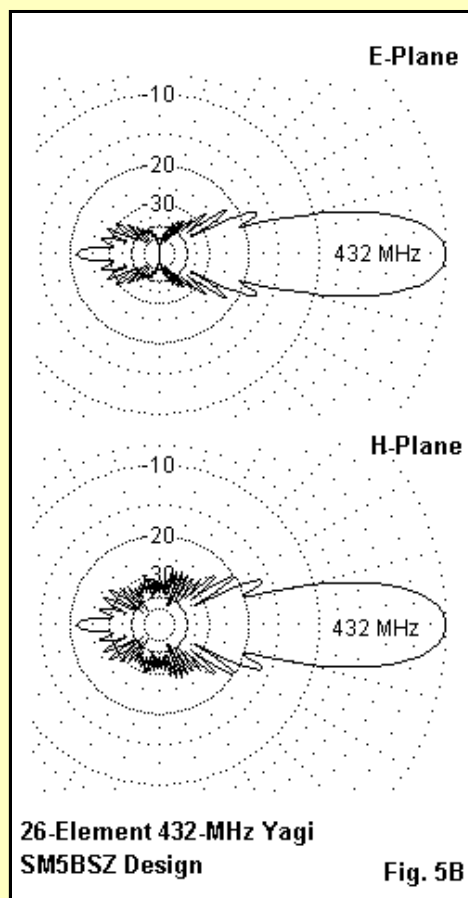 E-Plane
-10
-20
-30
432 MHz
H-Plane
-10
-20
-30
432 MHz
26-Element 432-MHz Yagi
SM5BSZ Design
Fig. 5B